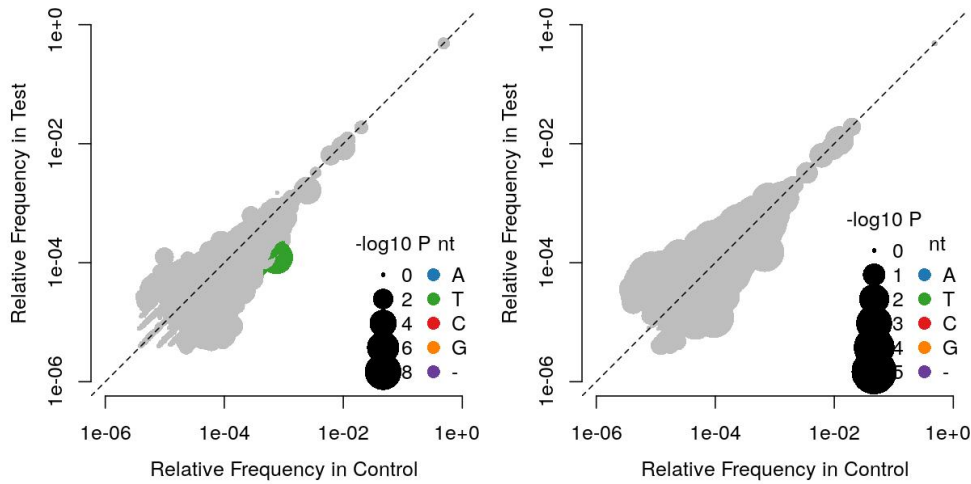 1e+0
1e-02
1e-04
1e-06
Relative Frequency in Test
1e-06
1e-04
1e-02
1e+0
Relative Frequency in Control
-log10 P nt
0 A
2 T
4 C
6 G
8 -
1e+0
1e-02
1e-04
1e-06
Relative Frequency in Test
1e-06
1e-04
1e-02
1e+0
Relative Frequency in Control
-log10 P
nt
0
1 A
2 T
3 C
4 G
5 -